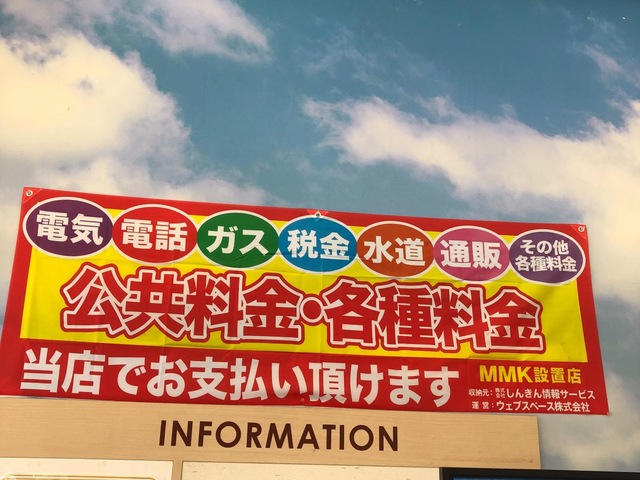 電気 電話 ガス 税金 水道 通販 その他各種料金
公共料金・各種料金
当店でお支払い頂けます
MMK設置店
収納元：株式会社しんきん情報サービス
運営：ウェブスペース株式会社
INFORMATION